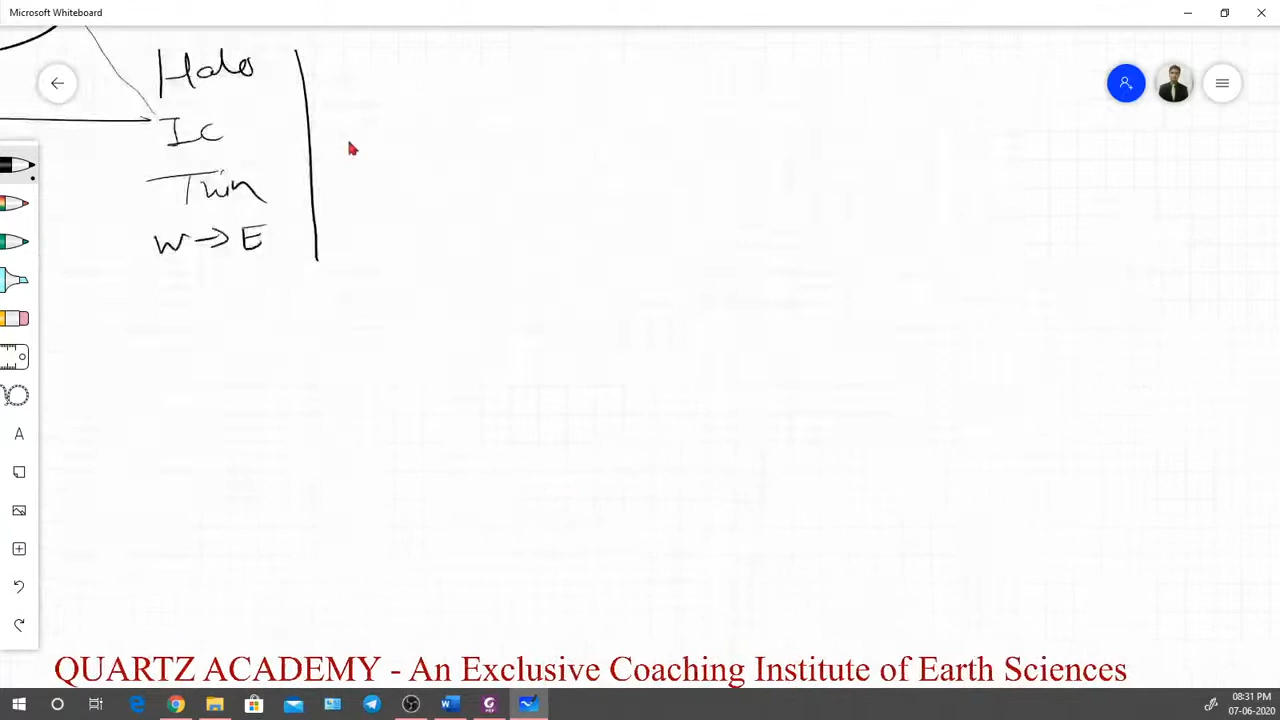 Microsoft Whiteboard
Halo
Ic
Thin
W → E
A
QUARTZ ACADEMY - An Exclusive Coaching Institute of Earth Sciences
08:31 PM
07-06-2020